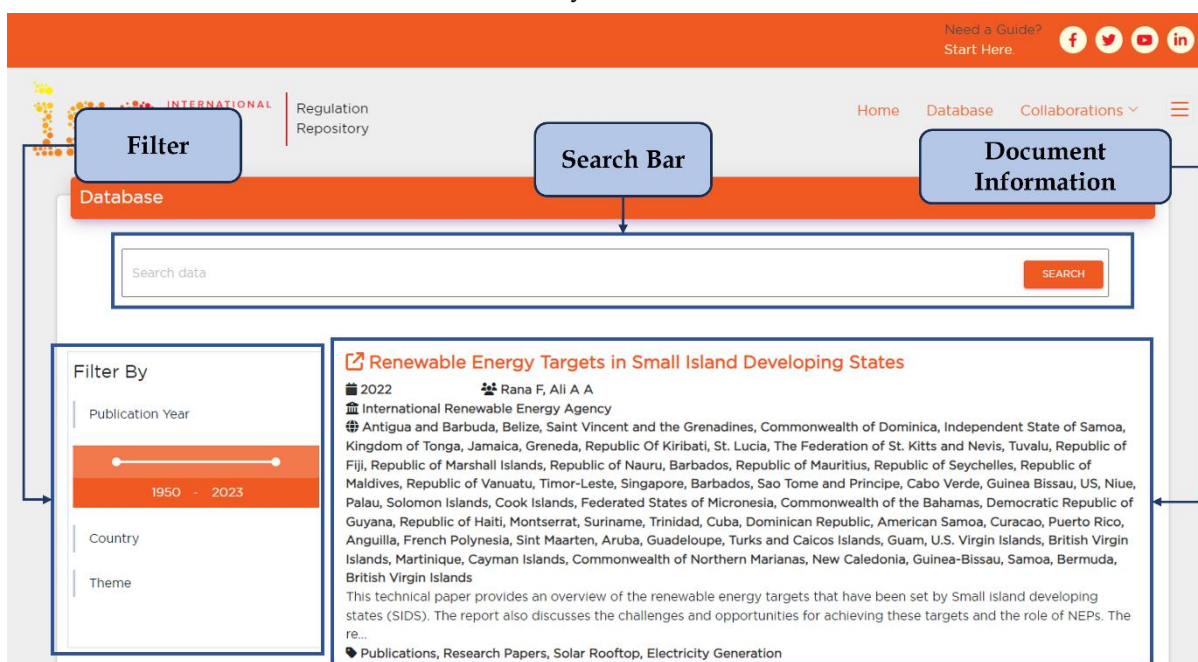 Need a Guide?
Start Here.
INTERNATIONAL
Regulation
Repository
Home Database Collaborations
Filter
Search Bar
Document
Information
Database
Search data
SEARCH
Filter By
Publication Year
1950 - 2023
Country
Theme
Renewable Energy Targets in Small Island Developing States
2022 Rana F, Ali A A
International Renewable Energy Agency
Antigua and Barbuda, Belize, Saint Vincent and the Grenadines, Commonwealth of Dominica, Independent State of Samoa,
Kingdom of Tonga, Jamaica, Greneda, Republic Of Kiribati, St. Lucia, The Federation of St. Kitts and Nevis, Tuvalu, Republic of
Fiji, Republic of Marshall Islands, Republic of Nauru, Barbados, Republic of Mauritius, Republic of Seychelles, Republic of
Maldives, Republic of Vanuatu, Timor-Leste, Singapore, Barbados, Sao Tome and Principe, Cabo Verde, Guinea Bissau, US, Niue,
Palau, Solomon Islands, Cook Islands, Federated States of Micronesia, Commonwealth of the Bahamas, Democratic Republic of
Guyana, Republic of Haiti, Montserrat, Suriname, Trinidad, Cuba, Dominican Republic, American Samoa, Curacao, Puerto Rico,
Anguilla, French Polynesia, Sint Maarten, Aruba, Guadeloupe, Turks and Caicos Islands, Guam, U.S. Virgin Islands, British Virgin
Islands, Martinique, Cayman Islands, Commonwealth of Northern Marianas, New Caledonia, Guinea-Bissau, Samoa, Bermuda,
British Virgin Islands
This technical paper provides an overview of the renewable energy targets that have been set by Small island developing
states (SIDS). The report also discusses the challenges and opportunities for achieving these targets and the role of NEPs. The
re...
Publications, Research Papers, Solar Rooftop, Electricity Generation